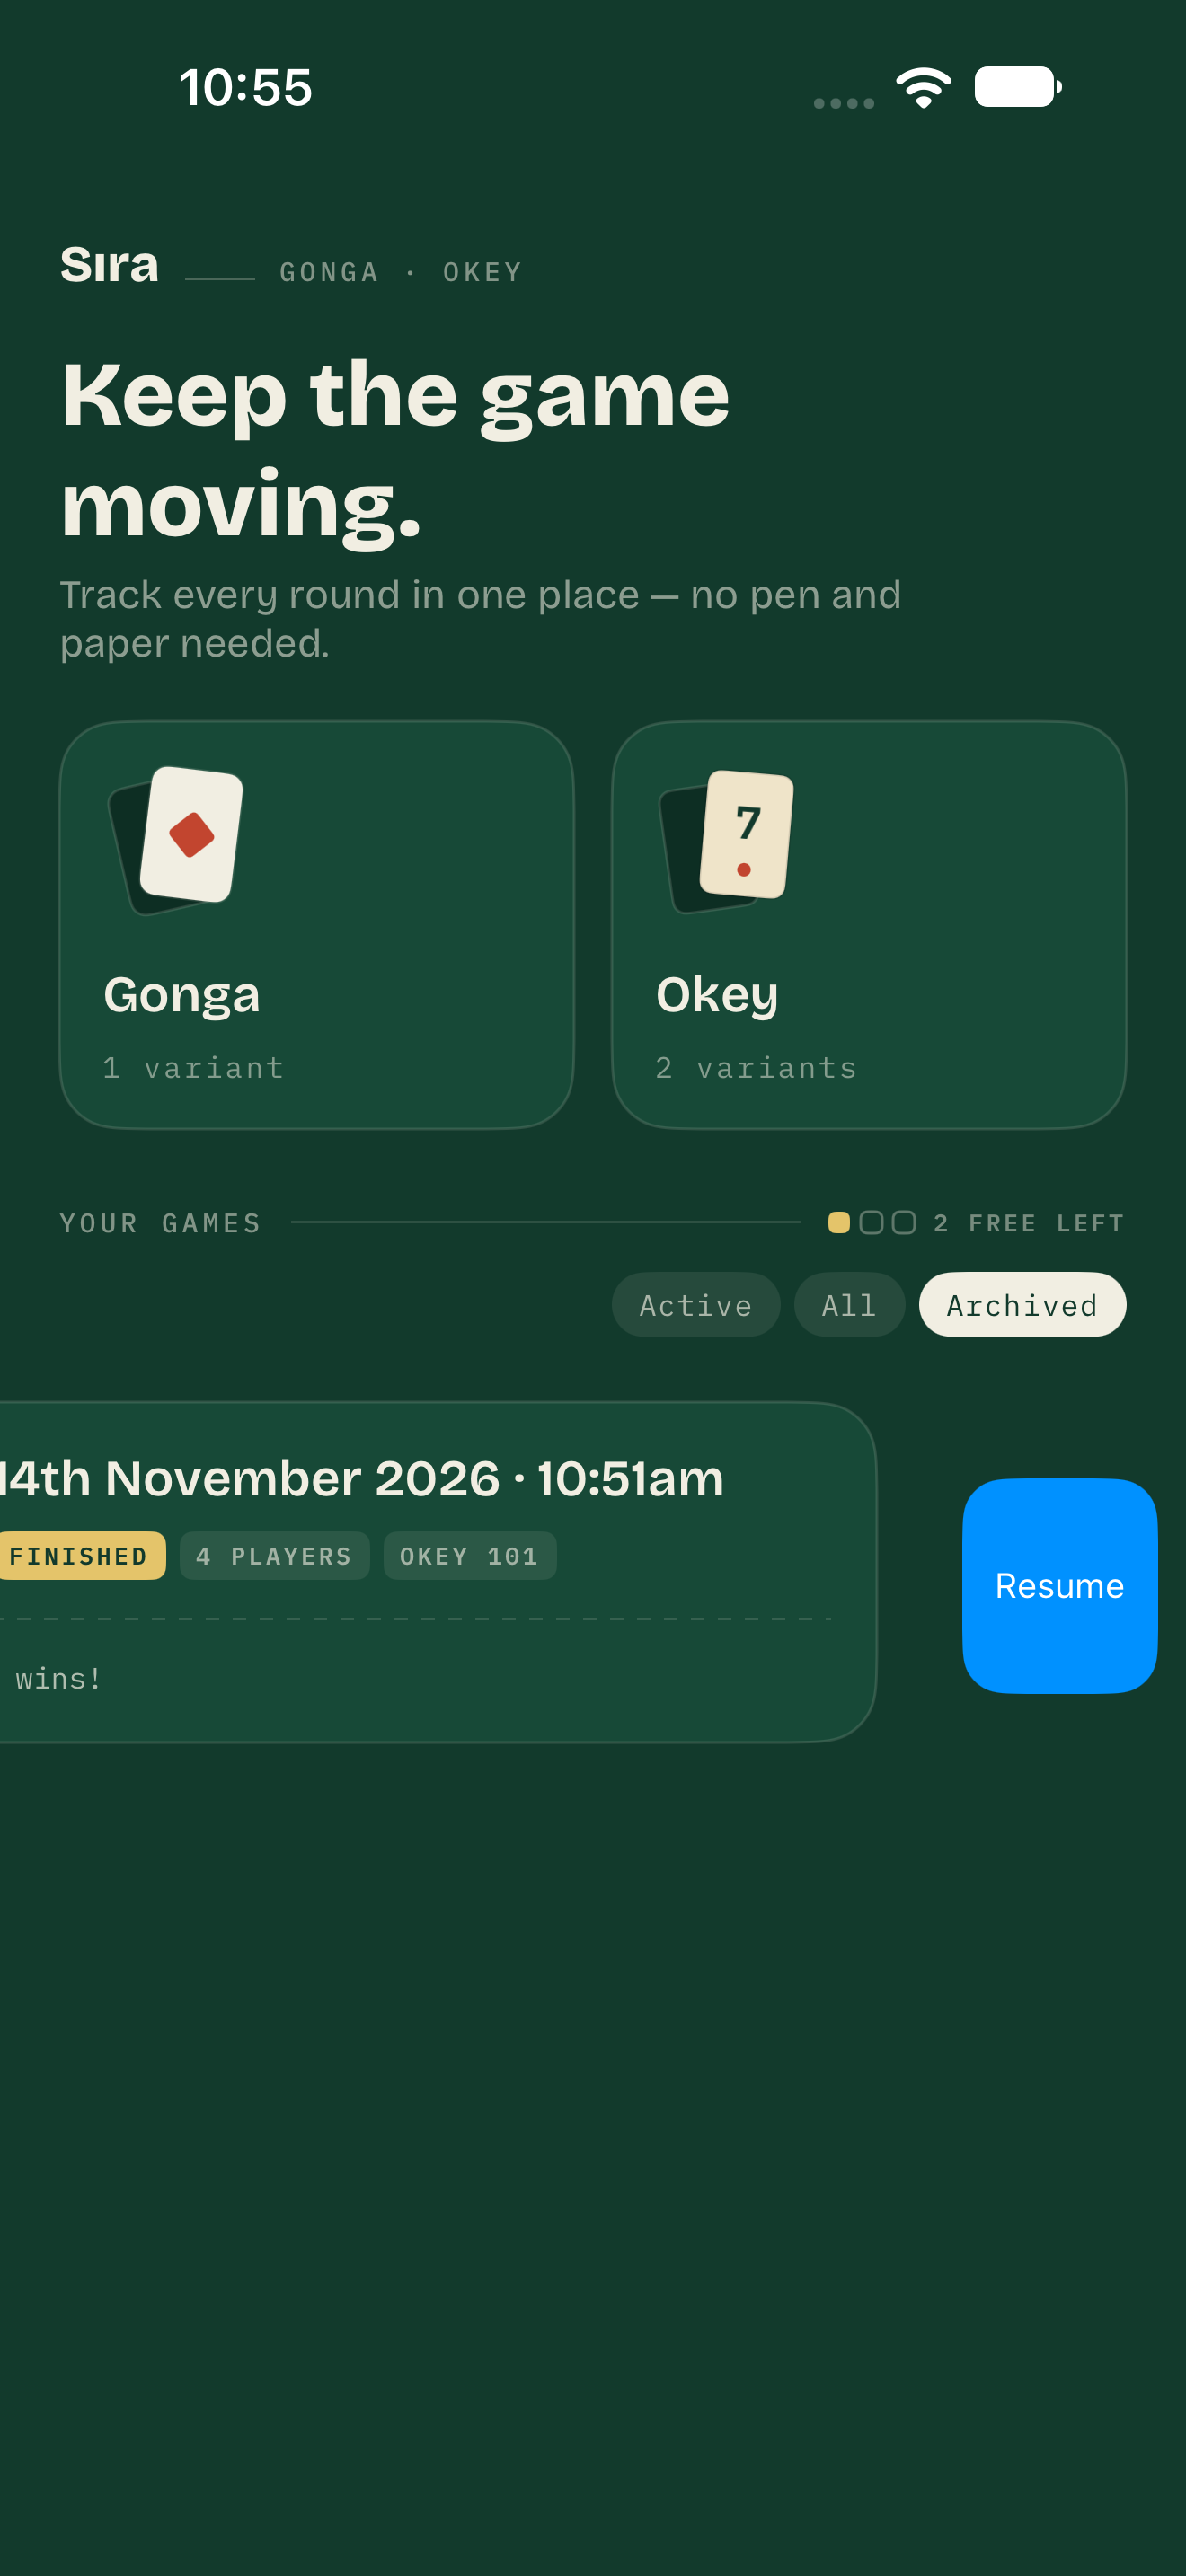 10:55
Sıra GONGA · OKEY
Keep the game
moving.
Track every round in one place — no pen and
paper needed.
7
Gonga
1 variant
Okey
2 variants
YOUR GAMES
2 FREE LEFT
Active All Archived
14th November 2026 · 10:51am
FINISHED 4 PLAYERS OKEY 101
wins!
Resume